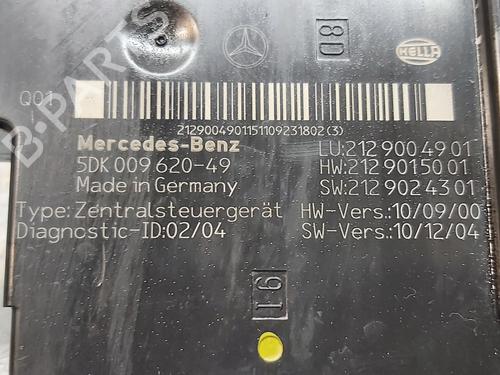 8D
HELLA
B-PARTS
Q01
2129004901151109231802(3)
Mercedes-Benz LU:212 900 49 01
5DK 009 620-49 HW:212 901 50 01
Made in Germany SW:212 902 43 01
Type: Zentralsteuergerät HW-Vers.:10/09/00
Diagnostic-ID:02/04 SW-Vers.:10/12/04
16